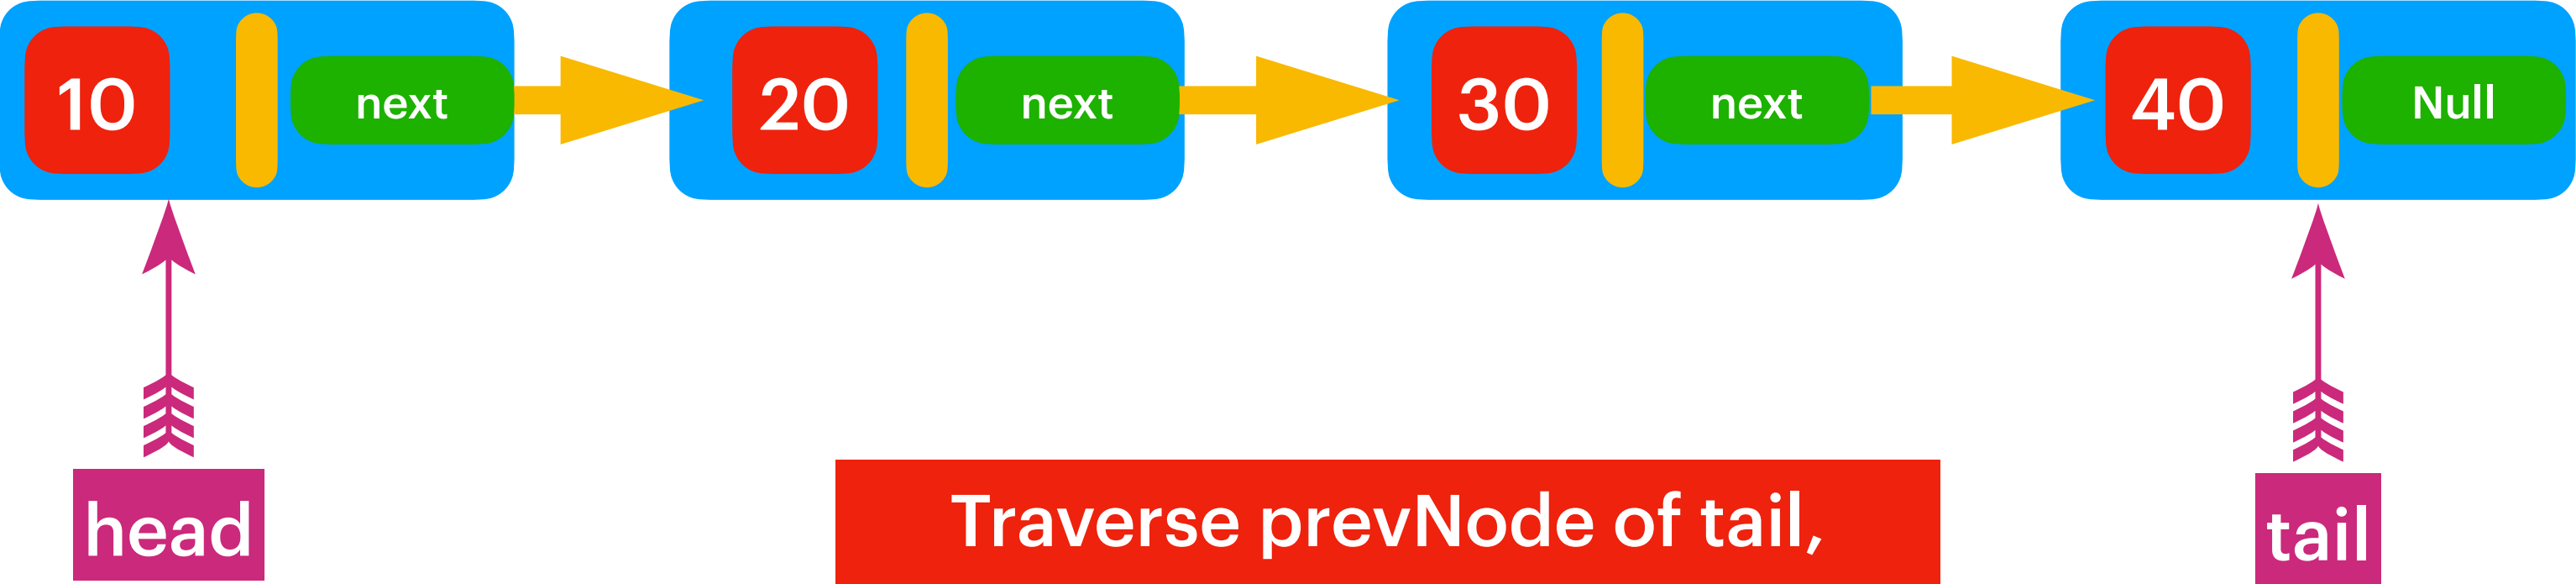 10 next 20 next 30 next 40 Null
head
Traverse prevNode of tail,
tail